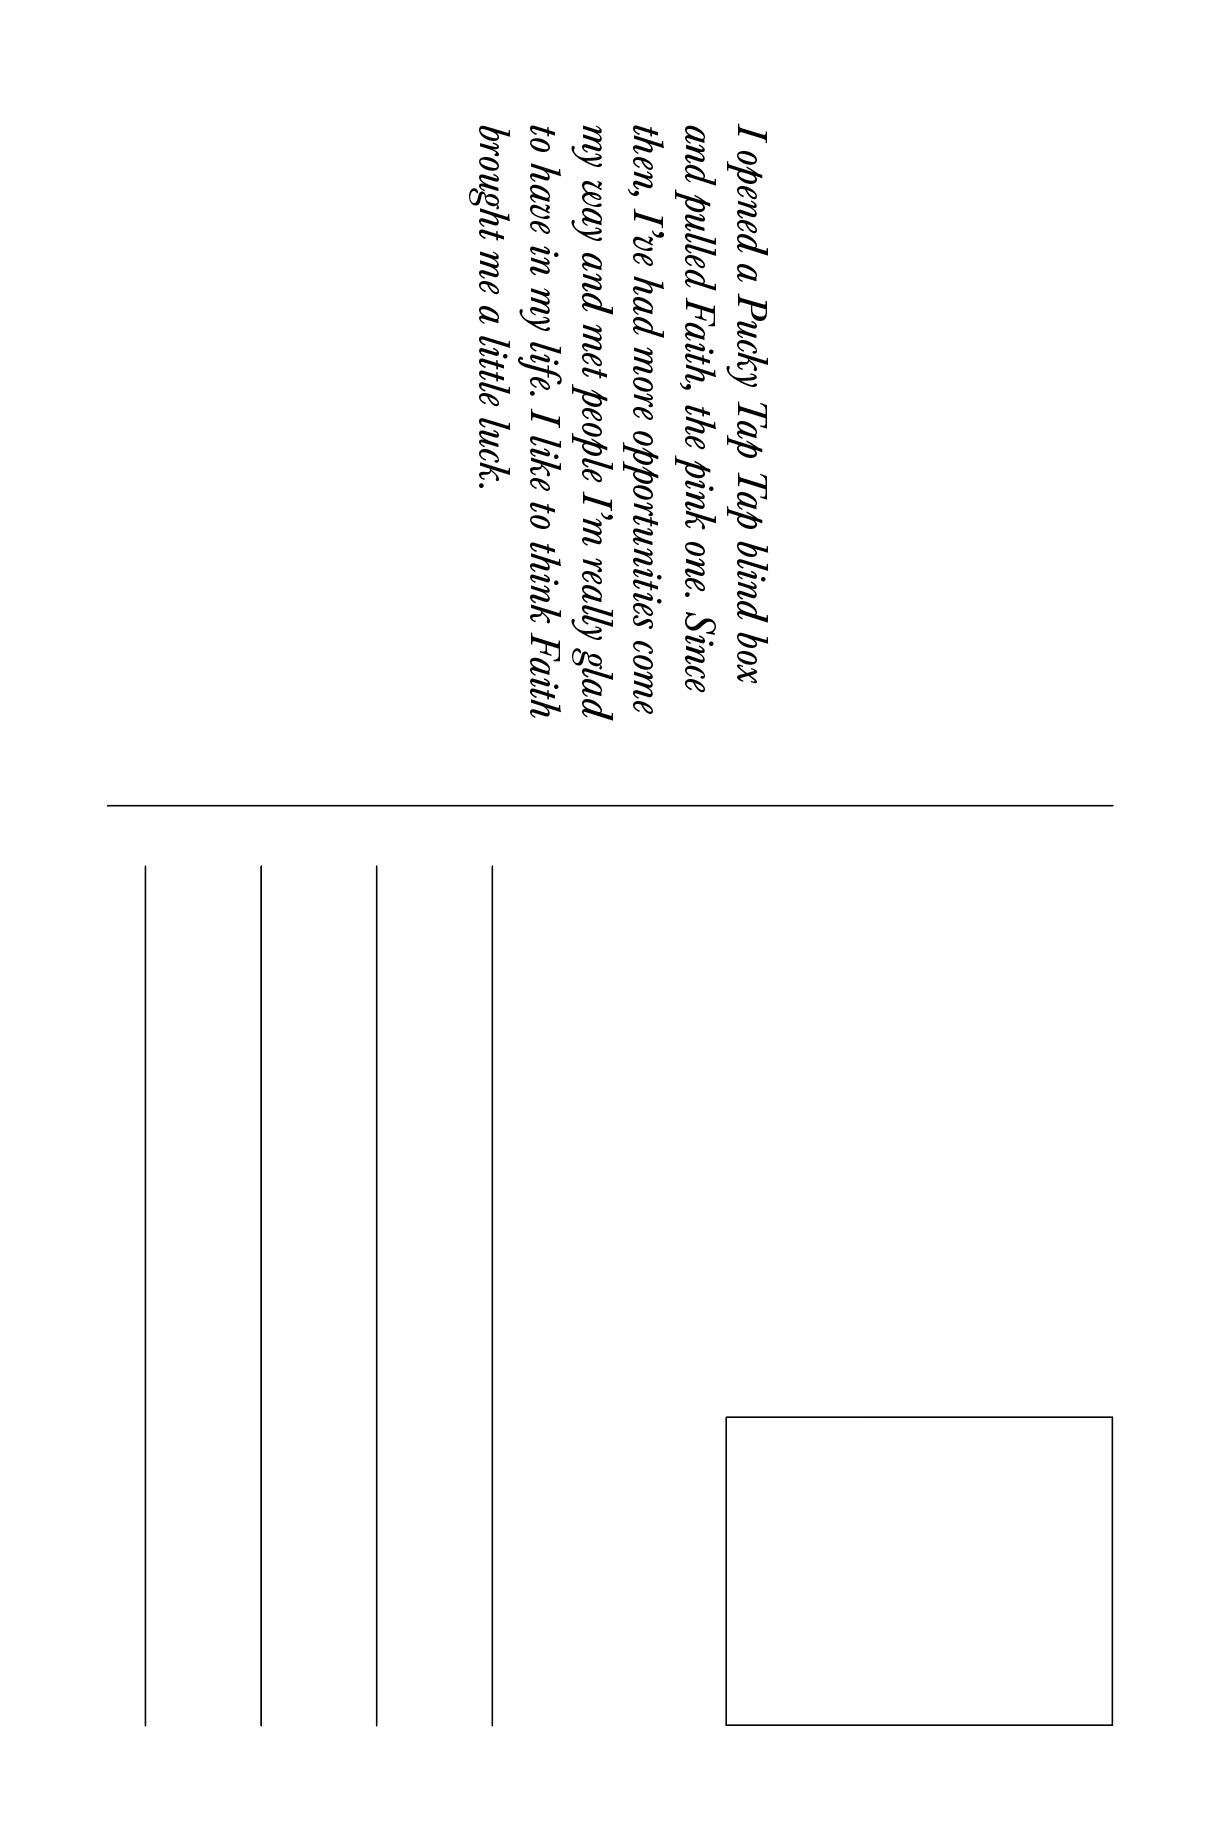 I opened a Pucky Tap Tap blind box
and pulled Faith, the pink one. Since
then, I’ve had more opportunities come
my way and met people I’m really glad
to have in my life. I like to think Faith
brought me a little luck.